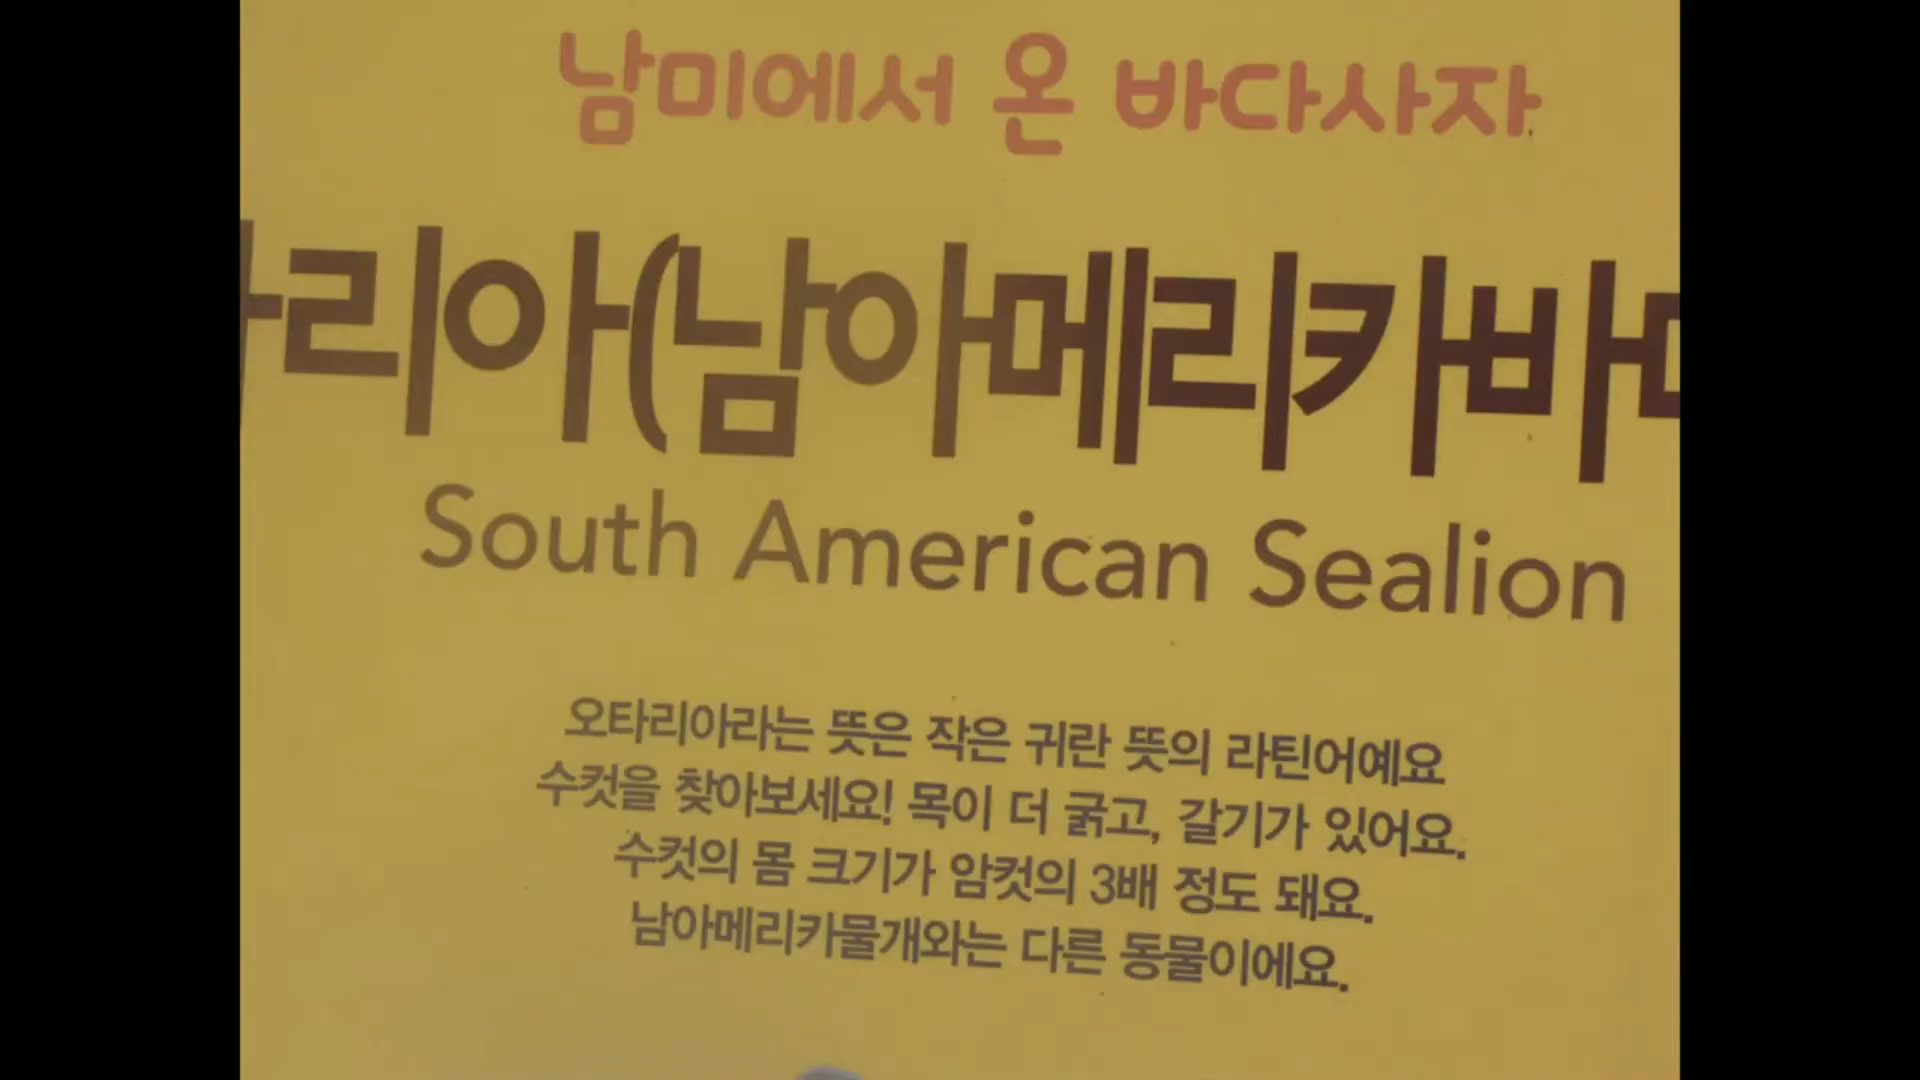 남미에서 온 바다사자
리아(남아메리카바
South American Sealion
오타리아라는 뜻은 작은 귀란 뜻의 라틴어예요
수컷을 찾아보세요! 목이 더 굵고, 갈기가 있어요.
수컷의 몸 크기가 암컷의 3배 정도 돼요.
남아메리카물개와는 다른 동물이에요.